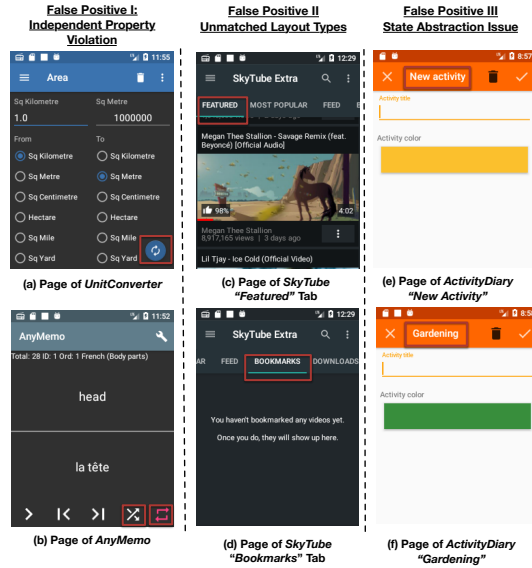 False Positive I:
Independent Property
Violation
11:55
Area
Sq Kilometre
Sq Metre
1.0
1000000
From
To
Sq Kilometre
Sq Kilometre
Sq Metre
Sq Metre
Sq Centimetre
Sq Centimetre
Hectare
Hectare
Sq Mile
Sq Mile
Sq Yard
Sq Yard
(a) Page of UnitConverter
11:52
AnyMemo
Total: 28 ID: 1 Ord: 1 French (Body parts)
head
la tête
(b) Page of AnyMemo
False Positive II
Unmatched Layout Types
12:29
SkyTube Extra
FEATURED MOST POPULAR FEED B
Megan Thee Stallion - Savage Remix (feat.
Beyoncé) [Official Audio]
98%
4:02
Megan Thee Stallion
8,917,165 views | 3 days ago
Lil Tjay - Ice Cold (Official Video)
(c) Page of SkyTube
"Featured" Tab
12:29
SkyTube Extra
AR FEED BOOKMARKS DOWNLOADS
You haven't bookmarked any videos yet.
Once you do, they will show up here.
(d) Page of SkyTube
"Bookmarks" Tab
False Positive III
State Abstraction Issue
8:57
New activity
Activity title
Activity color
(e) Page of ActivityDiary
"New Activity"
Gardening
Activity title
Activity color
(f) Page of ActivityDiary
"Gardening"